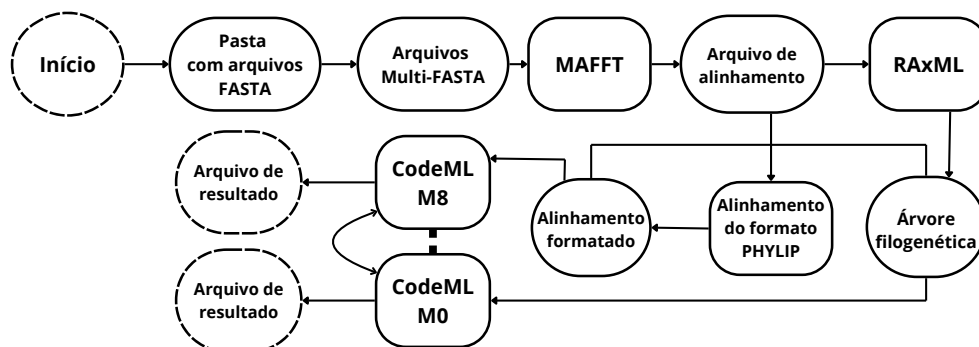 Início
Pasta
com arquivos
FASTA
Arquivos
Multi-FASTA
MAFFT
Arquivo de
alinhamento
RAxML
Arquivo de
resultado
CodeML
M8
Alinhamento
formatado
Alinhamento
do formato
PHYLIP
Árvore
filogenética
Arquivo de
resultado
CodeML
M0